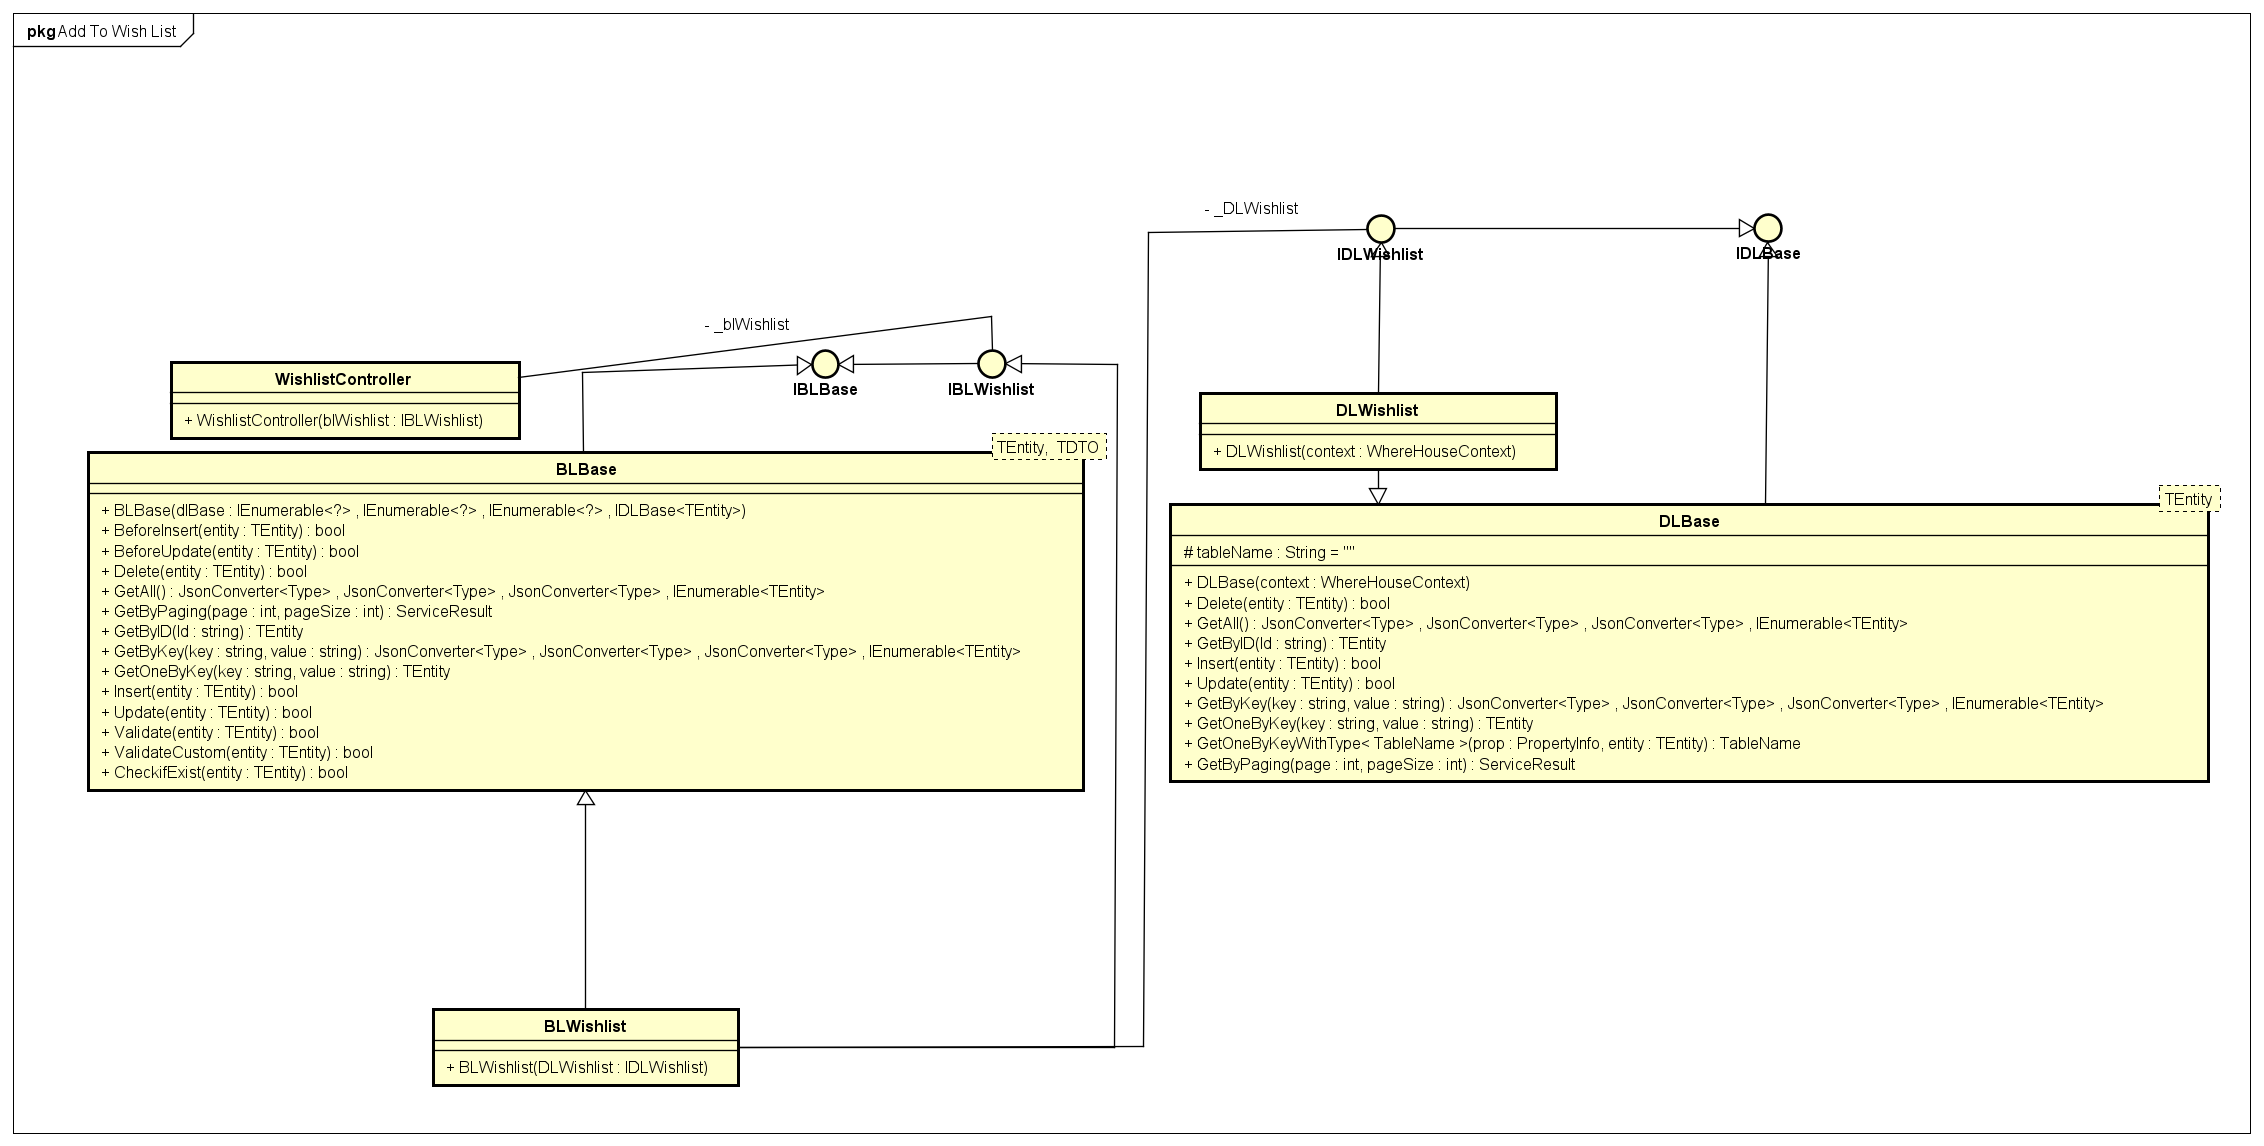 pkg Add To Wish List
- _DLWishlist
IDLWishlist
IDLBase
- _blWishlist
IBLBase
IBLWishlist
WishlistController
+ WishlistController(blWishlist : IBLWishlist)
TEntity, TDTO
BLBase
+ BLBase(dlBase : IEnumerable<?> , IEnumerable<?> , IEnumerable<?> , IDLBase<TEntity>)
+ BeforeInsert(entity : TEntity) : bool
+ BeforeUpdate(entity : TEntity) : bool
+ Delete(entity : TEntity) : bool
+ GetAll() : JsonConverter<Type> , JsonConverter<Type> , JsonConverter<Type> , IEnumerable<TEntity>
+ GetByPaging(page : int, pageSize : int) : ServiceResult
+ GetByID(Id : string) : TEntity
+ GetByKey(key : string, value : string) : JsonConverter<Type> , JsonConverter<Type> , JsonConverter<Type> , IEnumerable<TEntity>
+ GetOneByKey(key : string, value : string) : TEntity
+ Insert(entity : TEntity) : bool
+ Update(entity : TEntity) : bool
+ Validate(entity : TEntity) : bool
+ ValidateCustom(entity : TEntity) : bool
+ CheckifExist(entity : TEntity) : bool
DLWishlist
+ DLWishlist(context : WhereHouseContext)
TEntity
DLBase
# tableName : String = ""
+ DLBase(context : WhereHouseContext)
+ Delete(entity : TEntity) : bool
+ GetAll() : JsonConverter<Type> , JsonConverter<Type> , JsonConverter<Type> , IEnumerable<TEntity>
+ GetByID(Id : string) : TEntity
+ Insert(entity : TEntity) : bool
+ Update(entity : TEntity) : bool
+ GetByKey(key : string, value : string) : JsonConverter<Type> , JsonConverter<Type> , JsonConverter<Type> , IEnumerable<TEntity>
+ GetOneByKey(key : string, value : string) : TEntity
+ GetOneByKeyWithType< TableName >(prop : PropertyInfo, entity : TEntity) : TableName
+ GetByPaging(page : int, pageSize : int) : ServiceResult
BLWishlist
+ BLWishlist(DLWishlist : IDLWishlist)